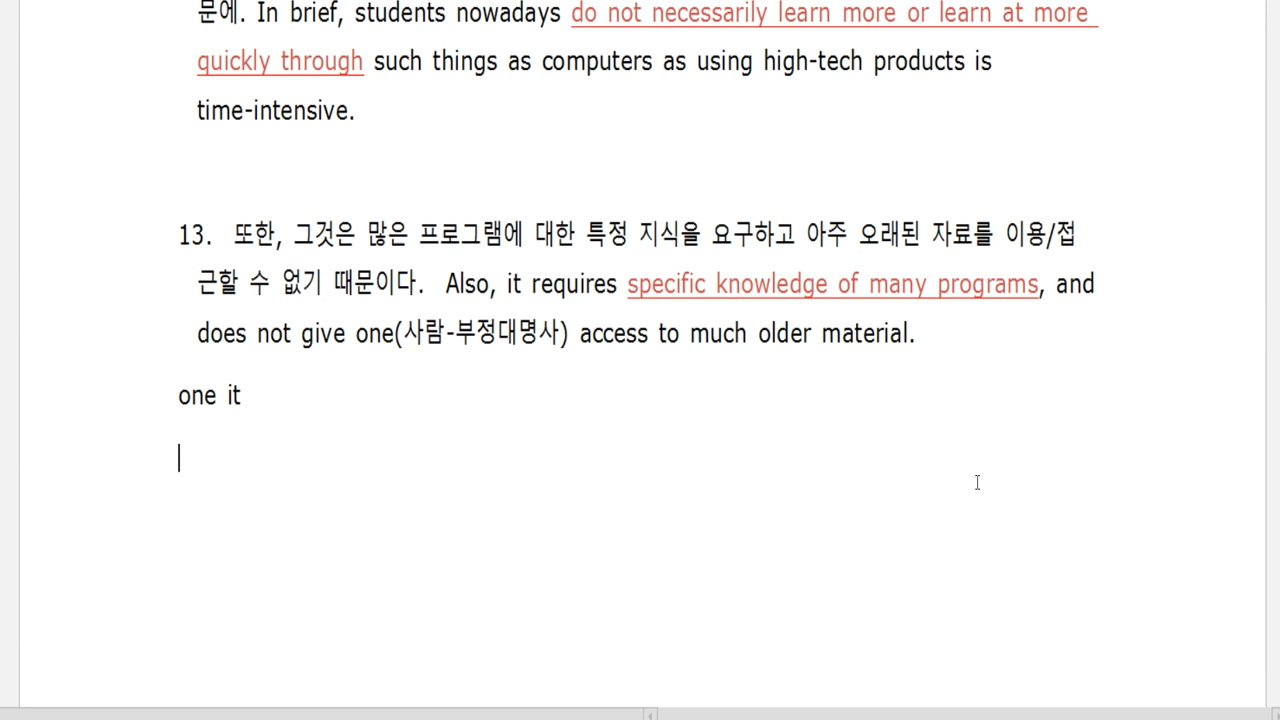 문에. In brief, students nowadays do not necessarily learn more or learn at more
quickly through such things as computers as using high-tech products is
time-intensive.
13. 또한, 그것은 많은 프로그램에 대한 특정 지식을 요구하고 아주 오래된 자료를 이용/접
근할 수 없기 때문이다. Also, it requires specific knowledge of many programs, and
does not give one(사람-부정대명사) access to much older material.
one it